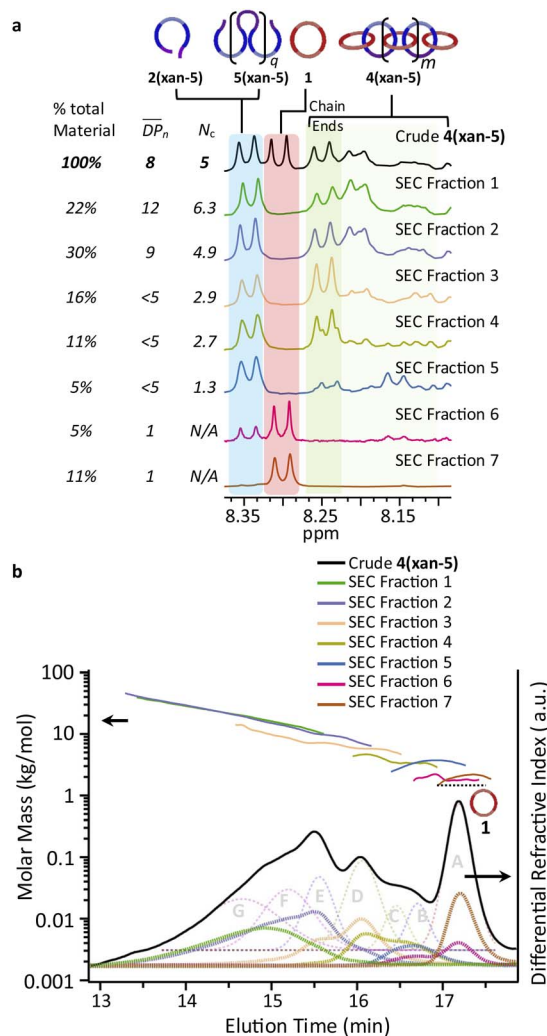 a
q
m
2(xan-5) 5(xan-5) 1 4(xan-5)
% total Material
DPn
Nc
Chain Ends
100% 8 5 Crude 4(xan-5)
22% 12 6.3 SEC Fraction 1
30% 9 4.9 SEC Fraction 2
16% <5 2.9 SEC Fraction 3
11% <5 2.7 SEC Fraction 4
5% <5 1.3 SEC Fraction 5
5% 1 N/A SEC Fraction 6
11% 1 N/A SEC Fraction 7
8.35 8.25 8.15
ppm
b
Crude 4(xan-5)
SEC Fraction 1
SEC Fraction 2
SEC Fraction 3
SEC Fraction 4
SEC Fraction 5
SEC Fraction 6
SEC Fraction 7
Molar Mass (kg/mol)
100
10
1
0.1
0.01
0.001
1
G F E D C B A
Differential Refractive Index (a.u.)
13 14 15 16 17
Elution Time (min)